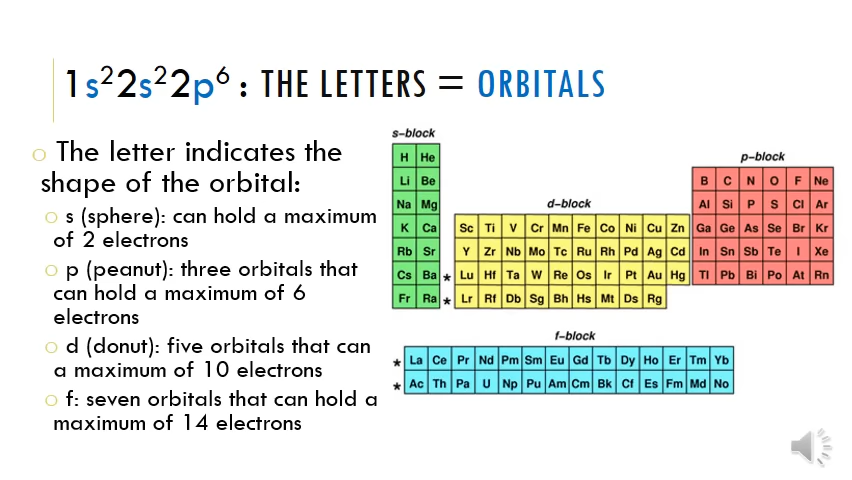 1s²2s²2p⁶ : THE LETTERS = ORBITALS
o The letter indicates the
shape of the orbital:
o s (sphere): can hold a maximum
of 2 electrons
o p (peanut): three orbitals that
can hold a maximum of 6
electrons
o d (donut): five orbitals that can
a maximum of 10 electrons
o f: seven orbitals that can hold a
maximum of 14 electrons
s-block
H He
Li Be
Na Mg
K Ca
Rb Sr
Cs Ba *
Fr Ra *
d-block
Sc Ti V Cr Mn Fe Co Ni Cu Zn
Y Zr Nb Mo Tc Ru Rh Pd Ag Cd
Lu Hf Ta W Re Os Ir Pt Au Hg
Lr Rf Db Sg Bh Hs Mt Ds Rg
p-block
B C N O F Ne
Al Si P S Cl Ar
Ga Ge As Se Br Kr
In Sn Sb Te I Xe
Tl Pb Bi Po At Rn
f-block
* La Ce Pr Nd Pm Sm Eu Gd Tb Dy Ho Er Tm Yb
* Ac Th Pa U Np Pu Am Cm Bk Cf Es Fm Md No